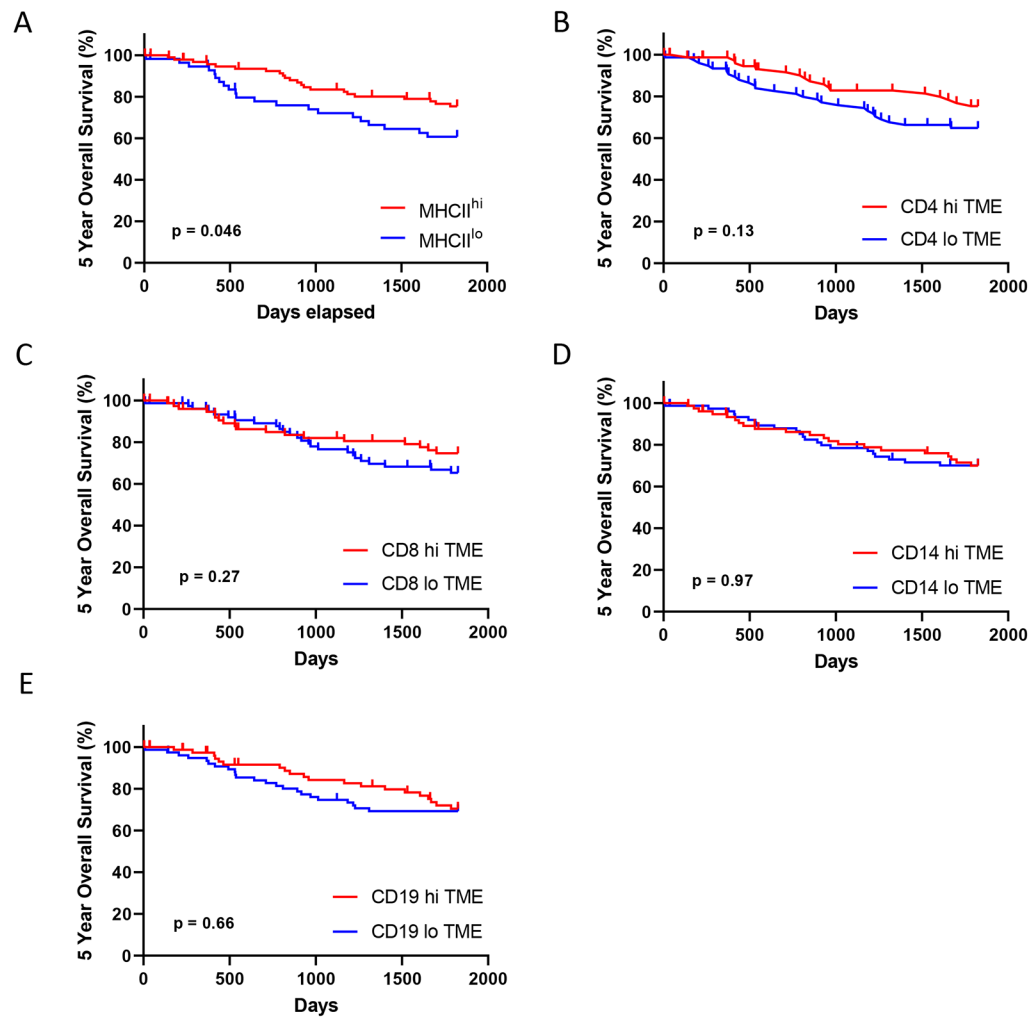 A
5 Year Overall Survival (%)
100
80
60
40
20
0
0 500 1000 1500 2000
Days elapsed
MHCII^hi
MHCII^lo
p = 0.046
B
5 Year Overall Survival (%)
100
80
60
40
20
0
0 500 1000 1500 2000
Days
CD4 hi TME
CD4 lo TME
p = 0.13
C
5 Year Overall Survival (%)
100
80
60
40
20
0
0 500 1000 1500 2000
Days
CD8 hi TME
CD8 lo TME
p = 0.27
D
5 Year Overall Survival (%)
100
80
60
40
20
0
0 500 1000 1500 2000
Days
CD14 hi TME
CD14 lo TME
p = 0.97
E
5 Year Overall Survival (%)
100
80
60
40
20
0
0 500 1000 1500 2000
Days
CD19 hi TME
CD19 lo TME
p = 0.66